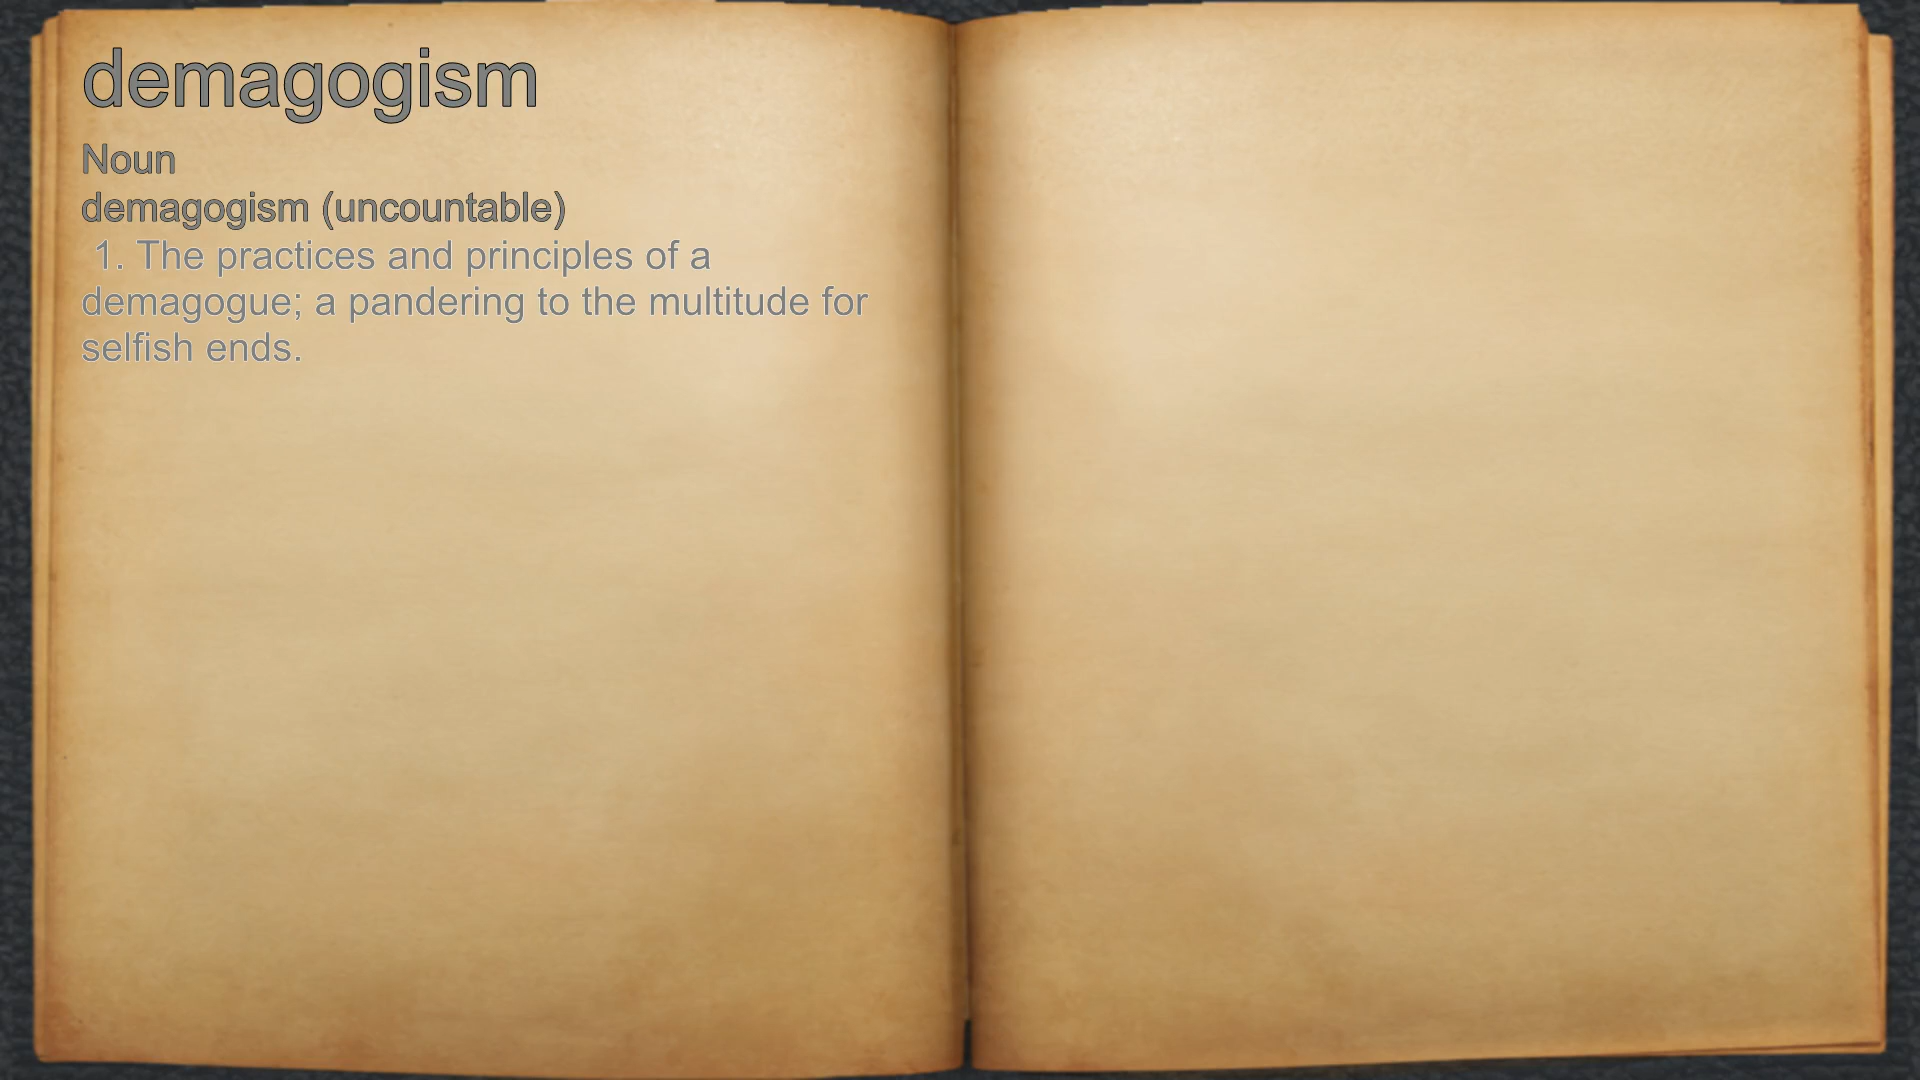 demagogism
Noun
demagogism (uncountable)
1. The practices and principles of a
demagogue; a pandering to the multitude for
selfish ends.